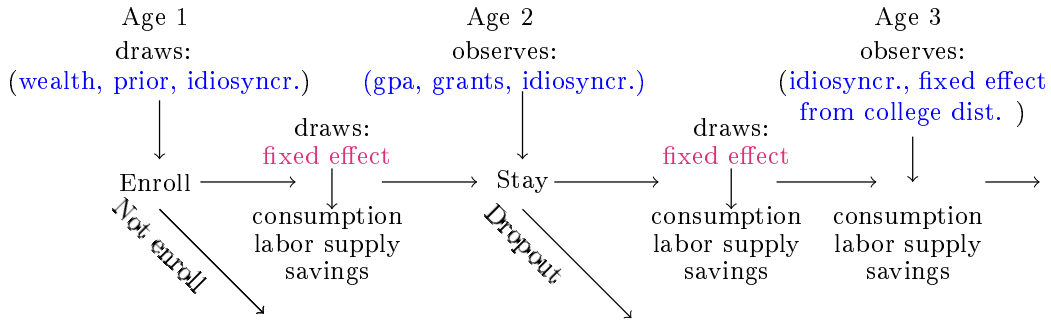 Age 1
draws:
(wealth, prior, idiosyncr.)
Enroll
Not enroll
draws:
fixed effect
consumption
labor supply
savings
Age 2
observes:
(gpa, grants, idiosyncr.)
Stay
Dropout
draws:
fixed effect
consumption
labor supply
savings
Age 3
observes:
(idiosyncr., fixed effect
from college dist. )
consumption
labor supply
savings